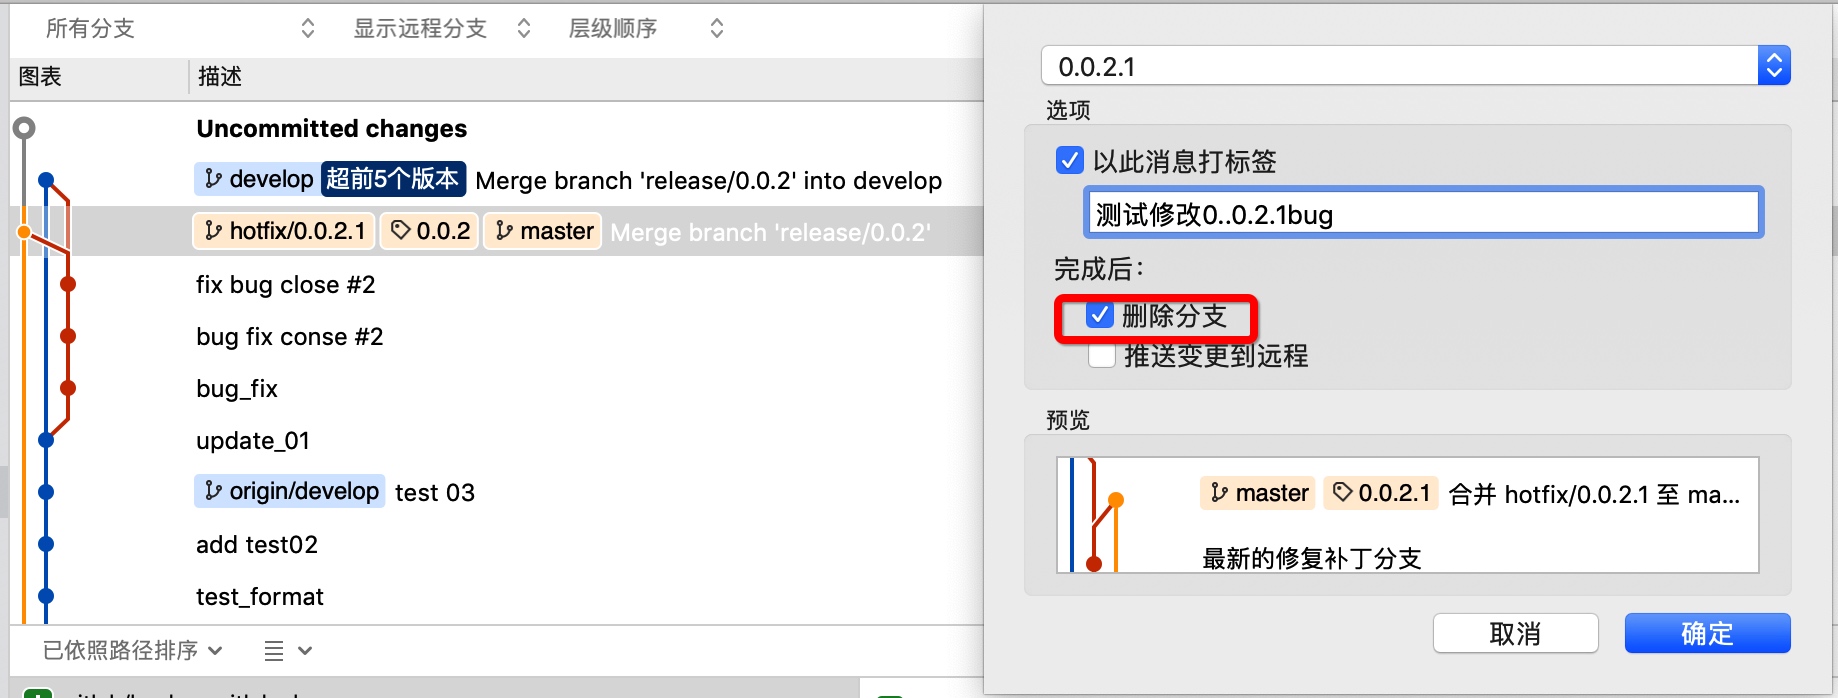 所有分支 显示远程分支 层级顺序
图表 描述
Uncommitted changes
develop 超前5个版本 Merge branch 'release/0.0.2' into develop
hotfix/0.0.2.1 0.0.2 master Merge branch 'release/0.0.2'
fix bug close #2
bug fix conse #2
bug_fix
update_01
origin/develop test 03
add test02
test_format
已依照路径排序
0.0.2.1
选项
以此消息打标签
测试修改0..0.2.1bug
完成后：
删除分支
推送变更到远程
预览
master 0.0.2.1 合并 hotfix/0.0.2.1 至 ma...
最新的修复补丁分支
取消 确定